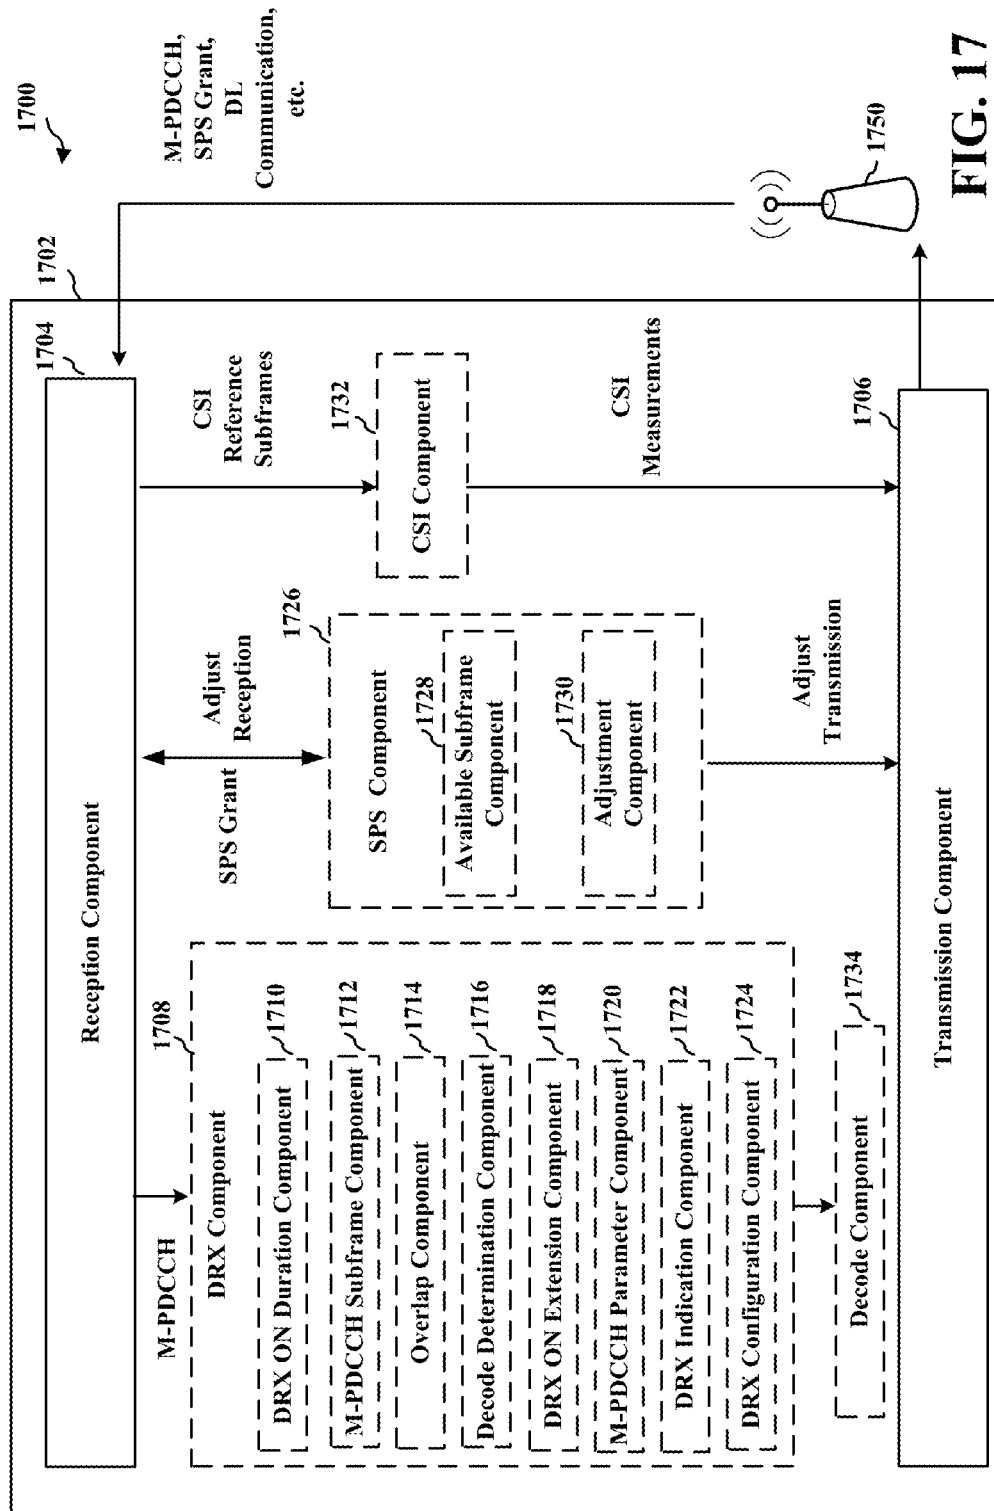 1700
M-PDCCH,
SPS Grant,
DL
Communication,
etc.
1702
1704
Reception Component
M-PDCCH
SPS Grant
Adjust
Reception
CSI
Reference
Subframes
1708
DRX Component
DRX ON Duration Component
1710
M-PDCCH Subframe Component
1712
Overlap Component
1714
Decode Determination Component
1716
DRX ON Extension Component
1718
M-PDCCH Parameter Component
1720
DRX Indication Component
1722
DRX Configuration Component
1724
1726
SPS Component
1728
Available Subframe
Component
1730
Adjustment
Component
1732
CSI Component
Decode Component
1734
Adjust
Transmission
CSI
Measurements
1706
Transmission Component
1750
FIG. 17